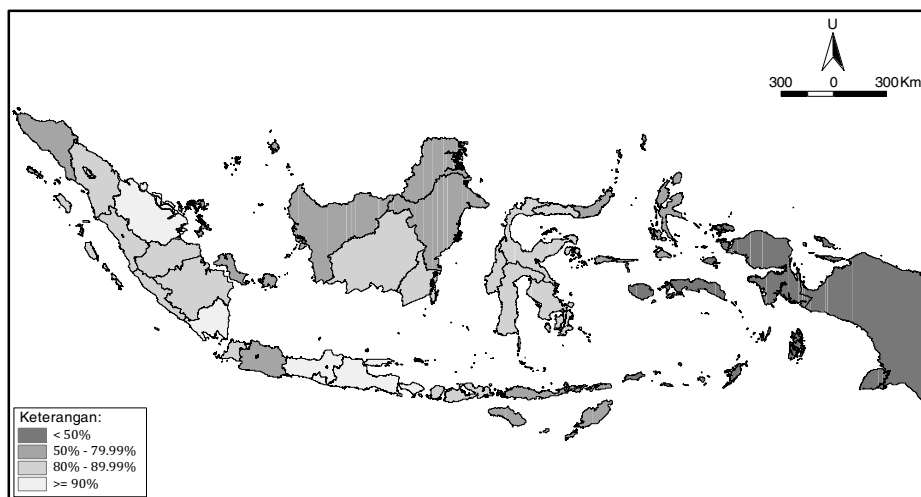 U
300 0 300 Km
Keterangan:
< 50%
50% - 79.99%
80% - 89.99%
>= 90%